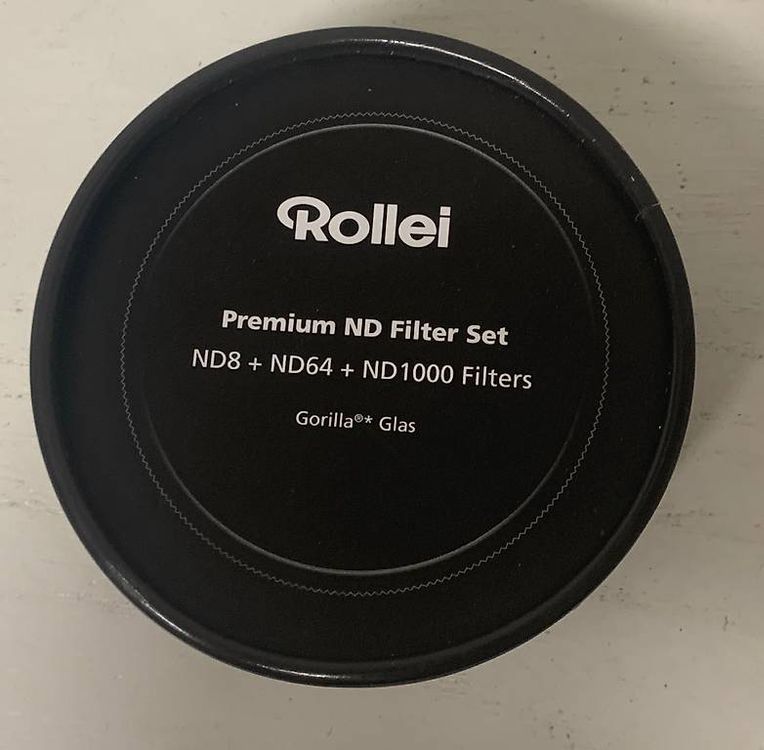 Rollei
Premium ND Filter Set
ND8 + ND64 + ND1000 Filters
Gorilla®* Glas